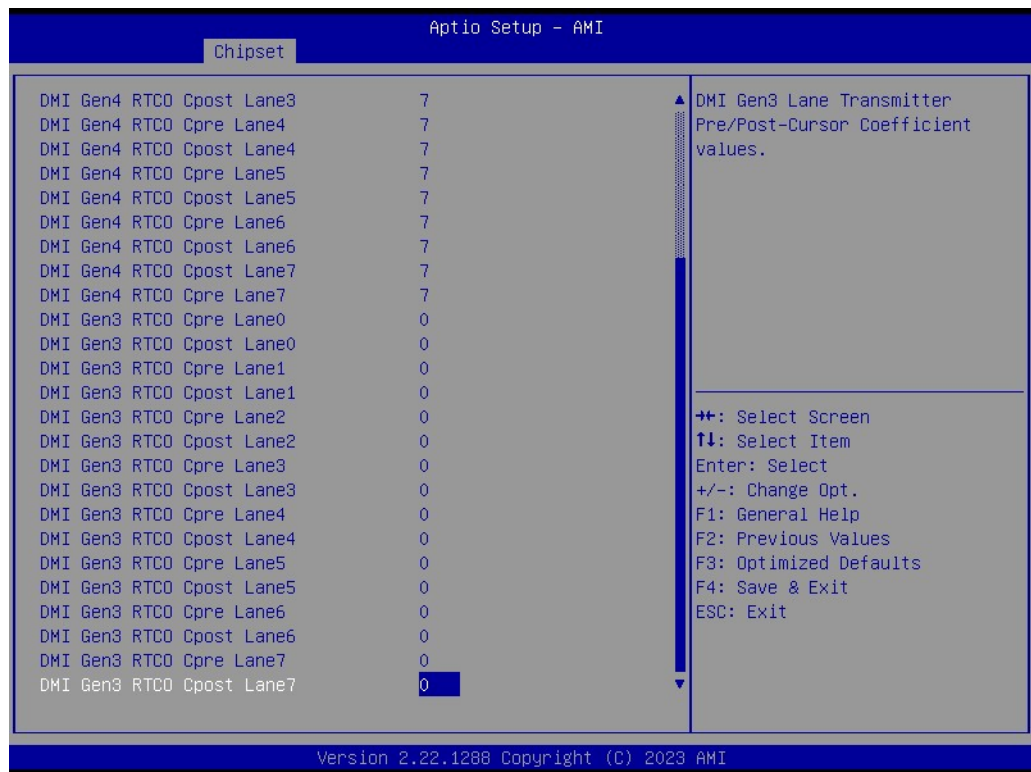 Aptio Setup – AMI
Chipset
DMI Gen4 RTCO Cpost Lane3 7
DMI Gen4 RTCO Cpre Lane4 7
DMI Gen4 RTCO Cpost Lane4 7
DMI Gen4 RTCO Cpre Lane5 7
DMI Gen4 RTCO Cpost Lane5 7
DMI Gen4 RTCO Cpre Lane6 7
DMI Gen4 RTCO Cpost Lane6 7
DMI Gen4 RTCO Cpost Lane7 7
DMI Gen4 RTCO Cpre Lane7 7
DMI Gen3 RTCO Cpre Lane0 0
DMI Gen3 RTCO Cpost Lane0 0
DMI Gen3 RTCO Cpre Lane1 0
DMI Gen3 RTCO Cpost Lane1 0
DMI Gen3 RTCO Cpre Lane2 0
DMI Gen3 RTCO Cpost Lane2 0
DMI Gen3 RTCO Cpre Lane3 0
DMI Gen3 RTCO Cpost Lane3 0
DMI Gen3 RTCO Cpre Lane4 0
DMI Gen3 RTCO Cpost Lane4 0
DMI Gen3 RTCO Cpre Lane5 0
DMI Gen3 RTCO Cpost Lane5 0
DMI Gen3 RTCO Cpre Lane6 0
DMI Gen3 RTCO Cpost Lane6 0
DMI Gen3 RTCO Cpre Lane7 0
DMI Gen3 RTCO Cpost Lane7 0
DMI Gen3 Lane Transmitter
Pre/Post-Cursor Coefficient
values.
→←: Select Screen
↑↓: Select Item
Enter: Select
+/-: Change Opt.
F1: General Help
F2: Previous Values
F3: Optimized Defaults
F4: Save & Exit
ESC: Exit
Version 2.22.1288 Copyright (C) 2023 AMI